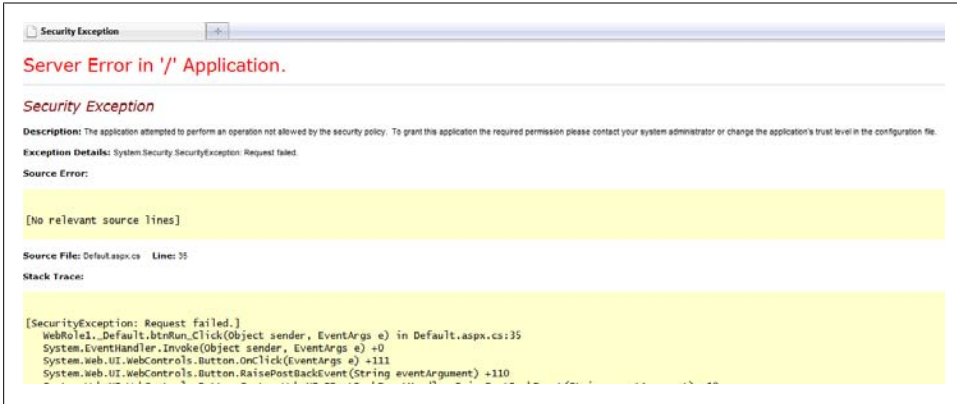 Security Exception
Server Error in '/' Application.
Security Exception
Description: The application attempted to perform an operation not allowed by the security policy. To grant this application the required permission please contact your system administrator or change the application's trust level in the configuration file.
Exception Details: System.Security.SecurityException: Request failed.
Source Error:
[No relevant source lines]
Source File: Default.aspx.cs Line: 35
Stack Trace:
[SecurityException: Request failed.]
WebRole1._Default.btnRun_Click(Object sender, EventArgs e) in Default.aspx.cs:35
System.EventHandler.Invoke(Object sender, EventArgs e) +0
System.Web.UI.WebControls.Button.OnClick(EventArgs e) +111
System.Web.UI.WebControls.Button.RaisePostBackEvent(String eventArgument) +110